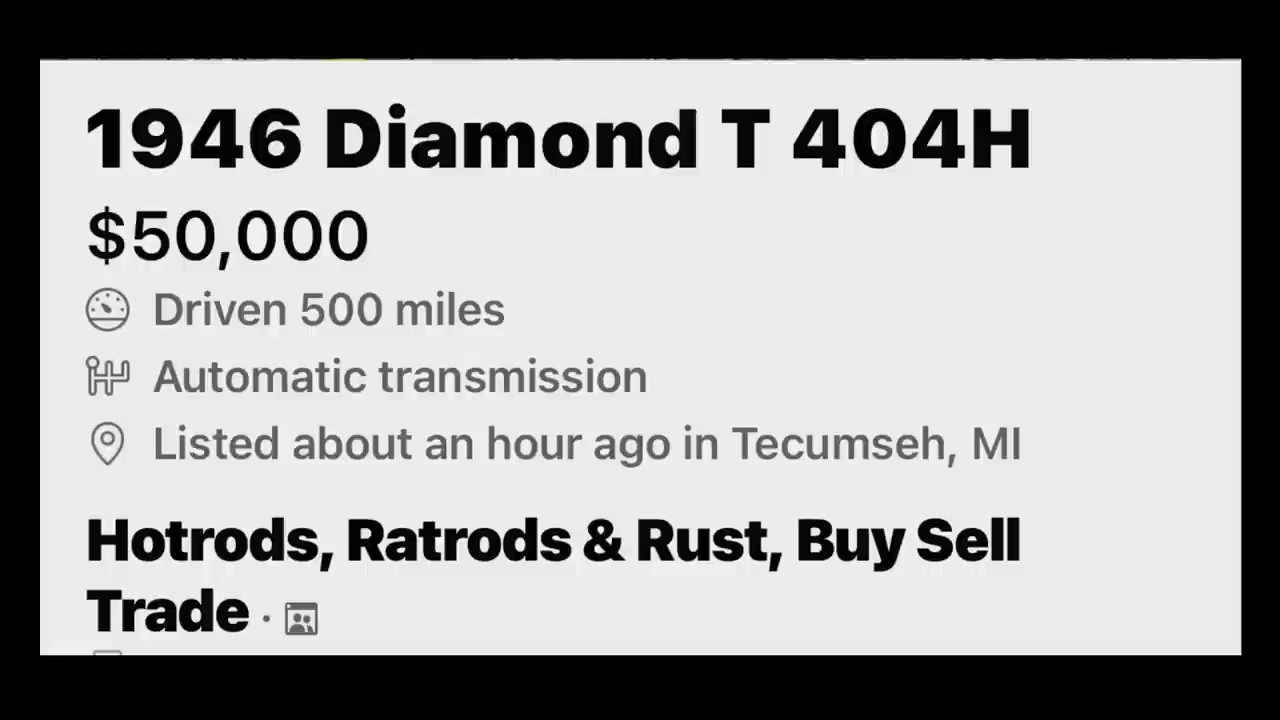 1946 Diamond T 404H
$50,000
Driven 500 miles
Automatic transmission
Listed about an hour ago in Tecumseh, MI
Hotrods, Ratrods & Rust, Buy Sell
Trade ·